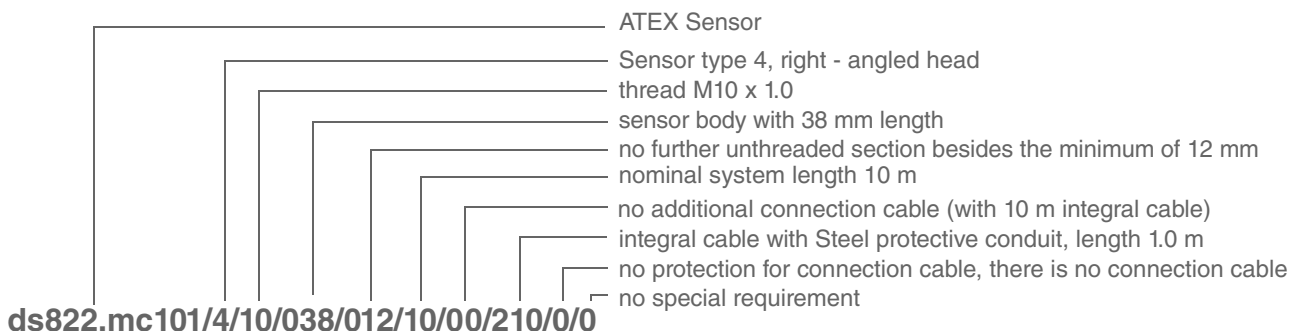 ATEX Sensor
Sensor type 4, right - angled head
thread M10 x 1.0
sensor body with 38 mm length
no further unthreaded section besides the minimum of 12 mm
nominal system length 10 m
no additional connection cable (with 10 m integral cable)
integral cable with Steel protective conduit, length 1.0 m
no protection for connection cable, there is no connection cable
no special requirement
ds822.mc101/4/10/038/012/10/00/210/0/0